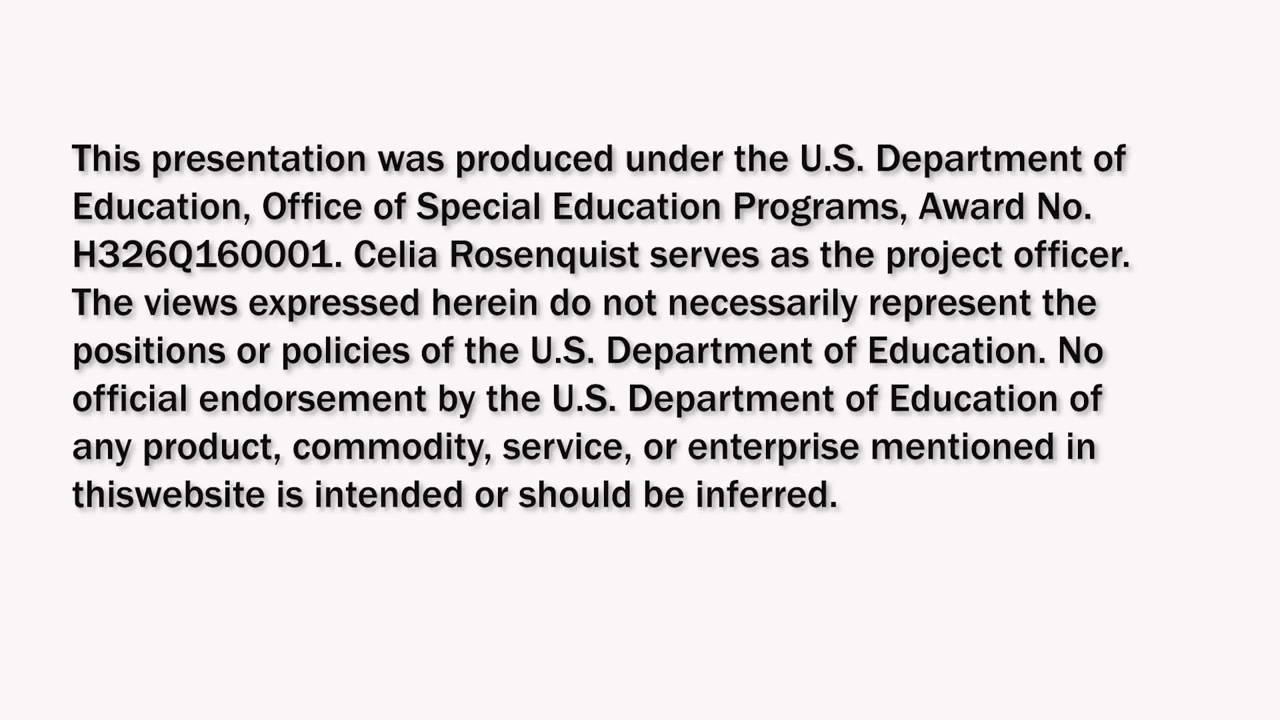 This presentation was produced under the U.S. Department of
Education, Office of Special Education Programs, Award No.
H326Q160001. Celia Rosenquist serves as the project officer.
The views expressed herein do not necessarily represent the
positions or policies of the U.S. Department of Education. No
official endorsement by the U.S. Department of Education of
any product, commodity, service, or enterprise mentioned in
thiswebsite is intended or should be inferred.